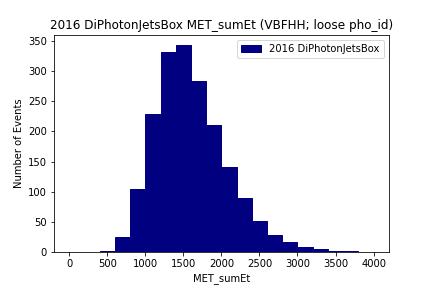 2016 DiPhotonJetsBox MET_sumEt (VBFHH; loose pho_id)
2016 DiPhotonJetsBox
Number of Events
350
300
250
200
150
100
50
0
0 500 1000 1500 2000 2500 3000 3500 4000
MET_sumEt